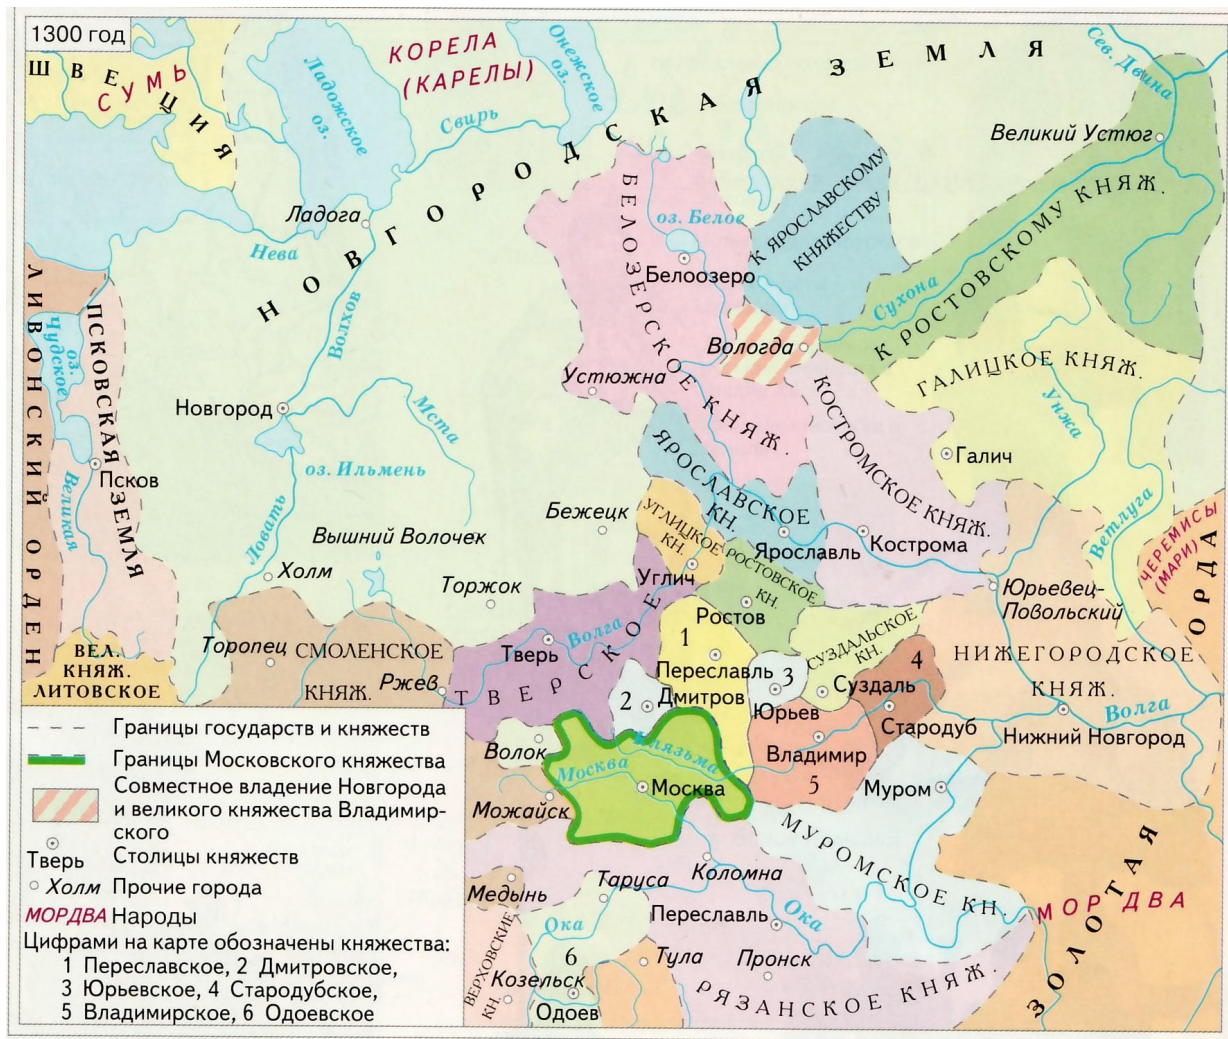 1300 год
ШВЕЦИЯ
СУМЬ
Ладожское
оз.
КОРЕЛА
(КАРЕЛЫ)
Онежское
оз.
Свирь
НОВГОРОДСКАЯ ЗЕМЛЯ
Сев. Двина
Великий Устюг
Ладога
Нева
Волхов
БЕЛОЗЕРСКОЕ КНЯЖ.
оз. Белое
Белоозеро
К ЯРОСЛАВСКОМУ
КНЯЖЕСТВУ
Сухона
К РОСТОВСКОМУ КНЯЖ.
ЛИВОНСКИЙ ОРДЕН
ПСКОВСКАЯ ЗЕМЛЯ
оз.
Чудское
Вологда
Устюжна
ГАЛИЦКОЕ КНЯЖ.
Унжа
Новгород
Мста
оз. Ильмень
КОСТРОМСКОЕ КНЯЖ.
Галич
Псков
Великая
Ловать
ЯРОСЛАВСКОЕ
КН.
Ветлуга
ЧЕРЕМИСЫ
(МАРИ)
Бежецк
УГЛИЦКОЕ
КН.
Ярославль
Кострома
Вышний Волочек
Холм
Торжок
Углич
РОСТОВСКОЕ
КН.
Юрьевец-
Повольский
Ростов
ВЕЛ.
КНЯЖ.
ЛИТОВСКОЕ
Торопец
СМОЛЕНСКОЕ
КНЯЖ.
Ржев
Тверь
Волга
ТВЕРСКОЕ
1
Переславль
СУЗДАЛЬСКОЕ
КН.
2
Дмитров
3
Юрьев
Суздаль
4
Стародуб
НИЖЕГОРОДСКОЕ
КНЯЖ.
Волга
Нижний Новгород
Волок
Клязьма
Москва
Москва
Владимир
5
Муром
Можайск
МУРОМСКОЕ КН.
Медынь
Таруса
Коломна
Переславль
Ока
Ока
МОРДВА
ЗОЛОТАЯ ОРДА
ВЕРХОВСКИЕ
КН.
6
Козельск
Одоев
Тула
Пронск
РЯЗАНСКОЕ КНЯЖ.
Границы государств и княжеств
Границы Московского княжества
Совместное владение Новгорода
и великого княжества Владимир-
ского
Тверь Столицы княжеств
Холм Прочие города
МОРДВА Народы
Цифрами на карте обозначены княжества:
1 Переславское, 2 Дмитровское,
3 Юрьевское, 4 Стародубское,
5 Владимирское, 6 Одоевское